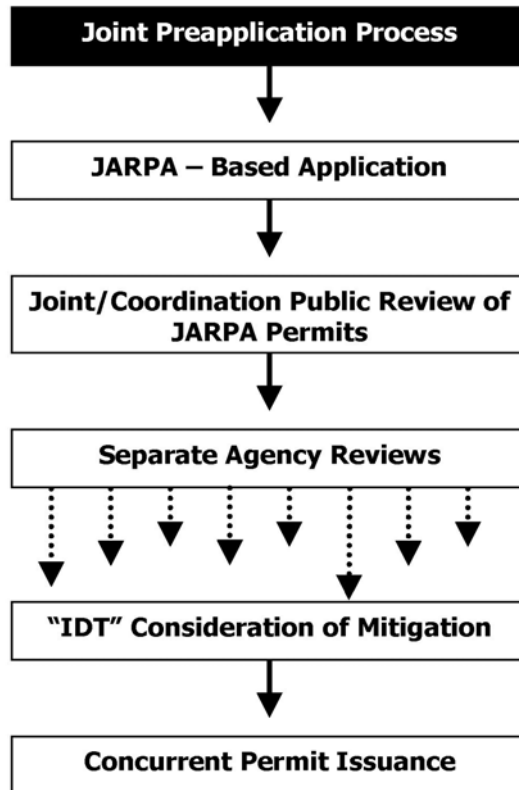 Joint Preapplication Process
JARPA – Based Application
Joint/Coordination Public Review of
JARPA Permits
Separate Agency Reviews
“IDT” Consideration of Mitigation
Concurrent Permit Issuance